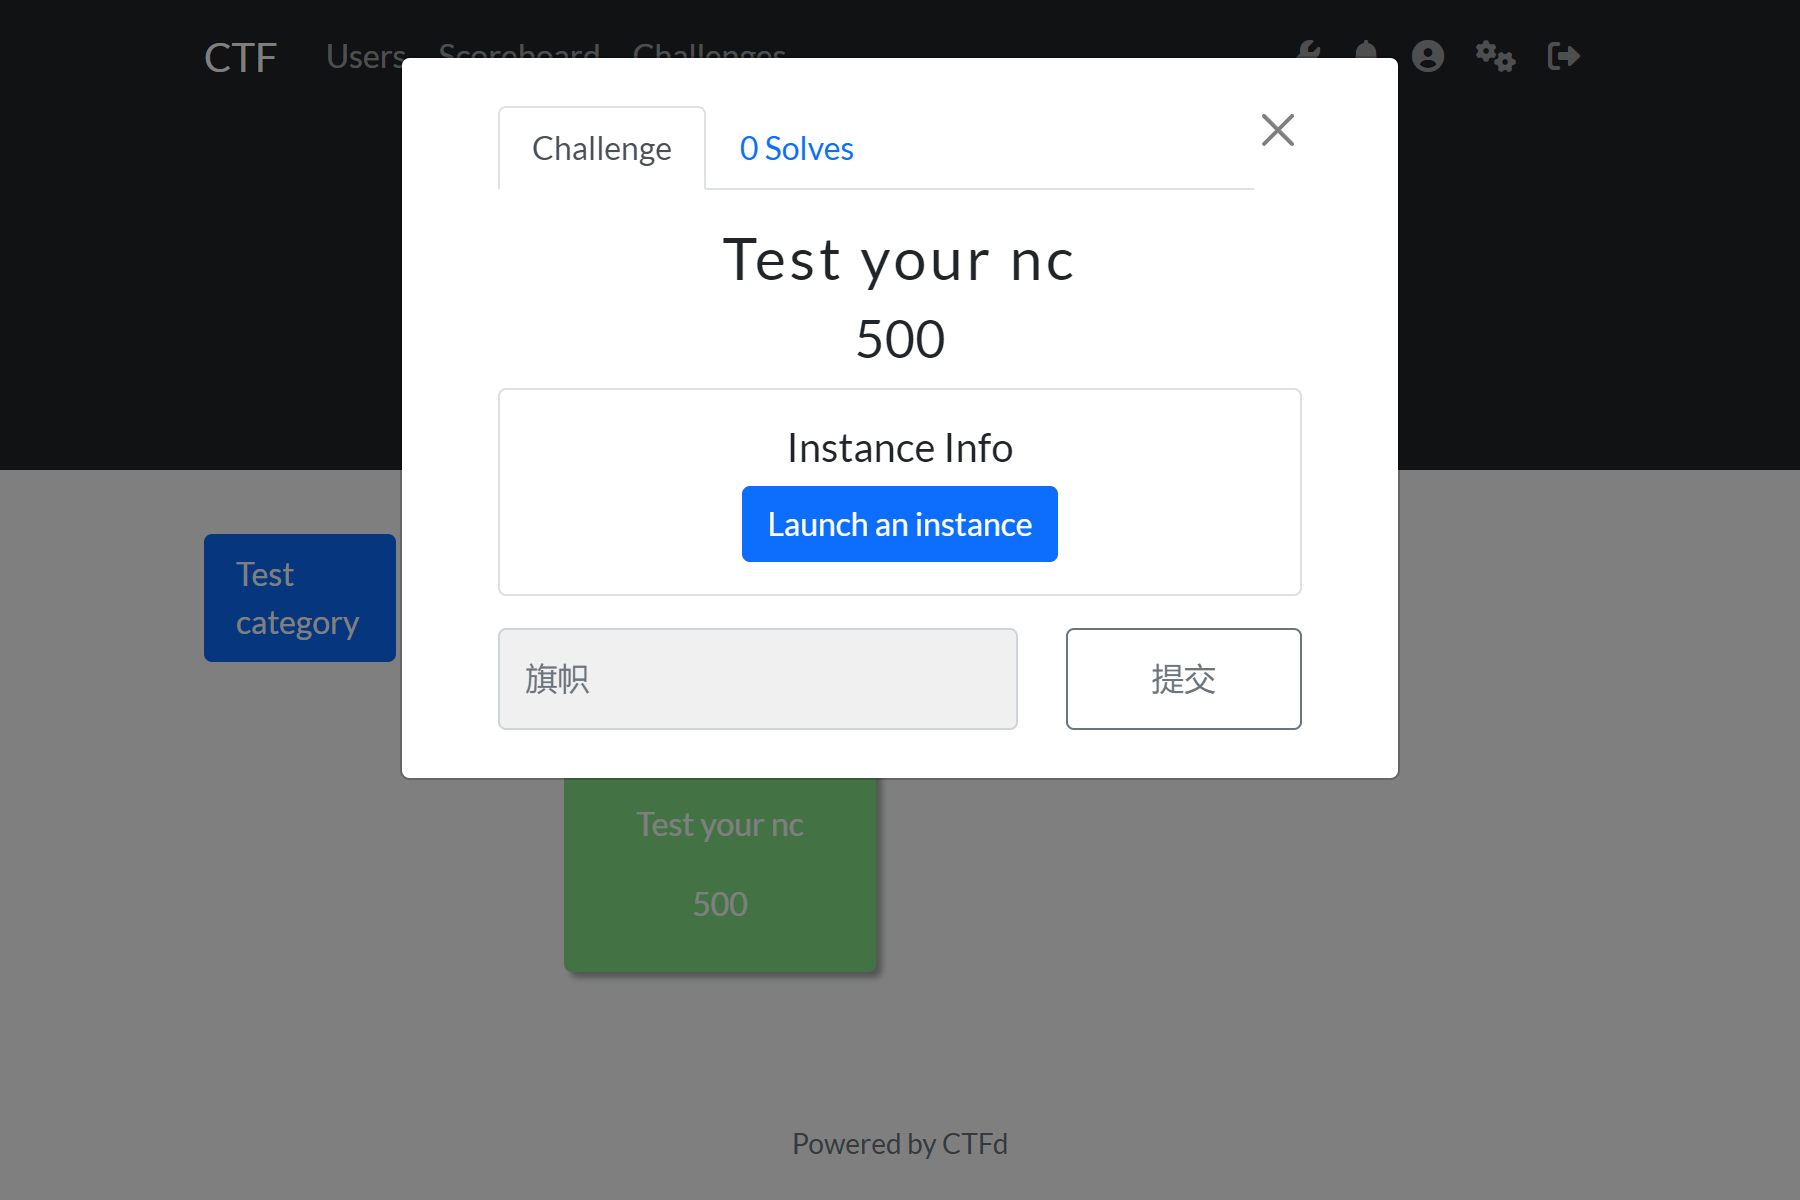 CTF
Users Scoreboard Challenges
Challenge
0 Solves
Test your nc
500
Instance Info
Launch an instance
旗帜
提交
Test
category
Test your nc
500
Powered by CTFd